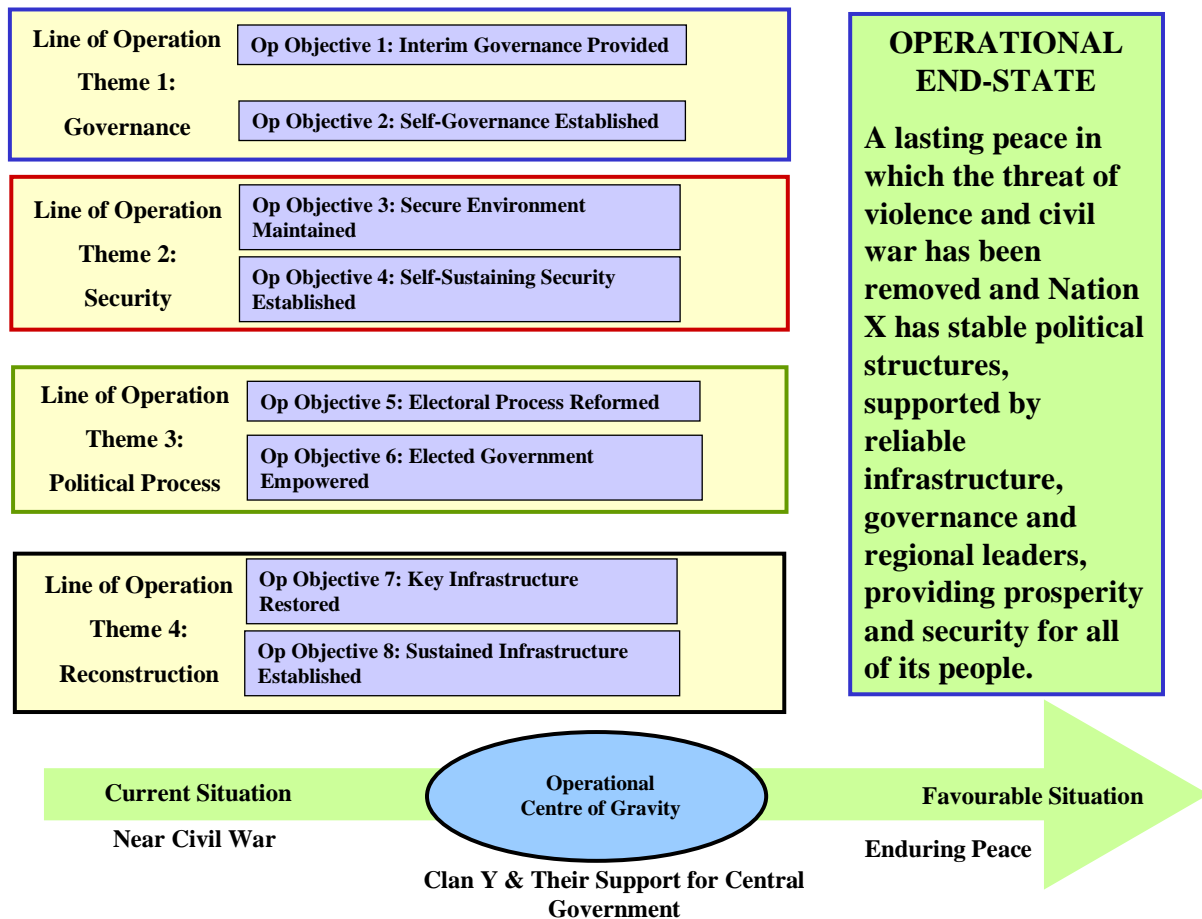 Line of Operation
Theme 1:
Governance
Op Objective 1: Interim Governance Provided
Op Objective 2: Self-Governance Established
Line of Operation
Theme 2:
Security
Op Objective 3: Secure Environment
Maintained
Op Objective 4: Self-Sustaining Security
Established
Line of Operation
Theme 3:
Political Process
Op Objective 5: Electoral Process Reformed
Op Objective 6: Elected Government
Empowered
Line of Operation
Theme 4:
Reconstruction
Op Objective 7: Key Infrastructure
Restored
Op Objective 8: Sustained Infrastructure
Established
OPERATIONAL
END-STATE
A lasting peace in
which the threat of
violence and civil
war has been
removed and Nation
X has stable political
structures,
supported by
reliable
infrastructure,
governance and
regional leaders,
providing prosperity
and security for all
of its people.
Current Situation
Near Civil War
Operational
Centre of Gravity
Clan Y & Their Support for Central
Government
Favourable Situation
Enduring Peace